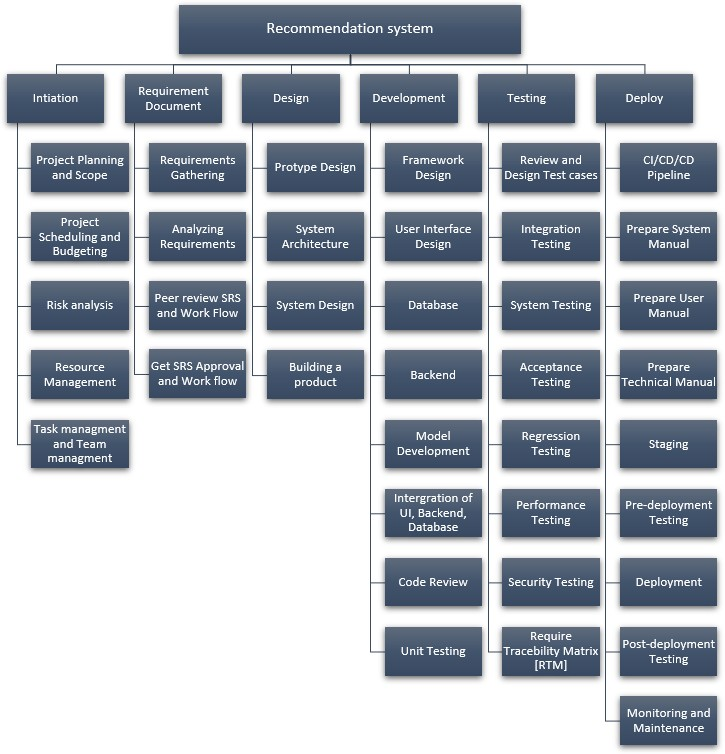 Recommendation system
Intiation
Project Planning
and Scope
Project
Scheduling and
Budgeting
Risk analysis
Resource
Management
Task managment
and Team
managment
Requirement
Document
Requirements
Gathering
Analyzing
Requirements
Peer review SRS
and Work Flow
Get SRS Approval
and Work flow
Design
Protype Design
System
Architecture
System Design
Building a
product
Development
Framework
Design
User Interface
Design
Database
Backend
Model
Development
Intergration of
UI, Backend,
Database
Code Review
Unit Testing
Testing
Review and
Design Test cases
Integration
Testing
System Testing
Acceptance
Testing
Regression
Testing
Performance
Testing
Security Testing
Require
Tracebility Matrix
[RTM]
Deploy
CI/CD/CD
Pipeline
Prepare System
Manual
Prepare User
Manual
Prepare
Technical Manual
Staging
Pre-deployment
Testing
Deployment
Post-deployment
Testing
Monitoring and
Maintenance